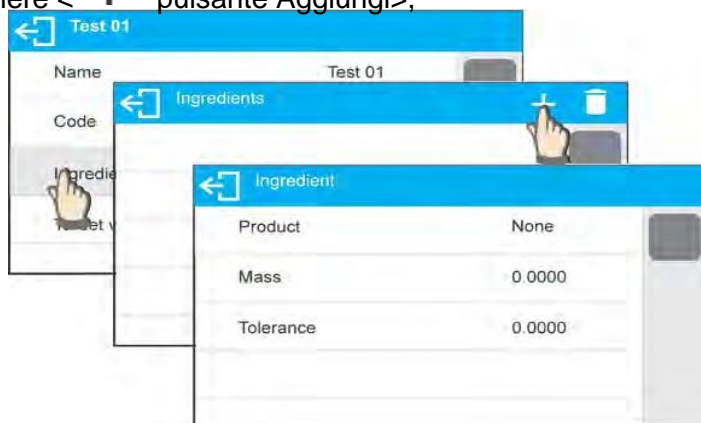 pulsante Aggiungi>;
Test 01
Name Test 01
Code
Ingredients
Ingredient
Product None
Mass 0.0000
Tolerance 0.0000